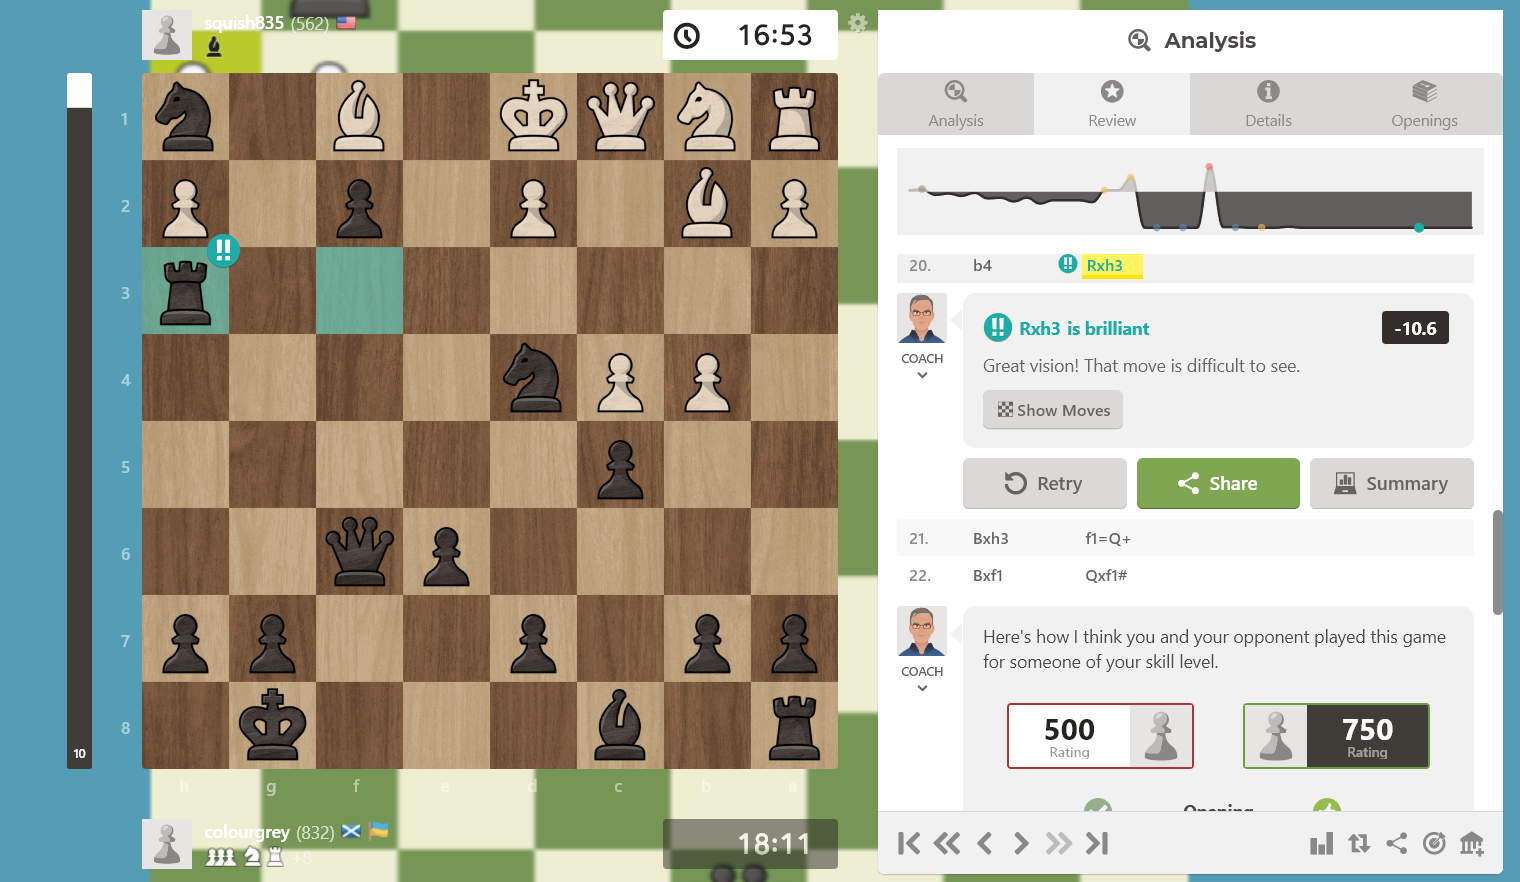 squish835 (562)
16:53
1
2
3
4
5
6
7
8
!!
10
h g f e d c b a
colourgrey (832)
+8
18:11
Analysis
Analysis Review Details Openings
20. b4 !! Rxh3
!! Rxh3 is brilliant -10.6
Great vision! That move is difficult to see.
COACH
Show Moves
Retry Share Summary
21. Bxh3 f1=Q+
22. Bxf1 Qxf1#
Here's how I think you and your opponent played this game
for someone of your skill level.
COACH
500 750
Rating Rating
Opening